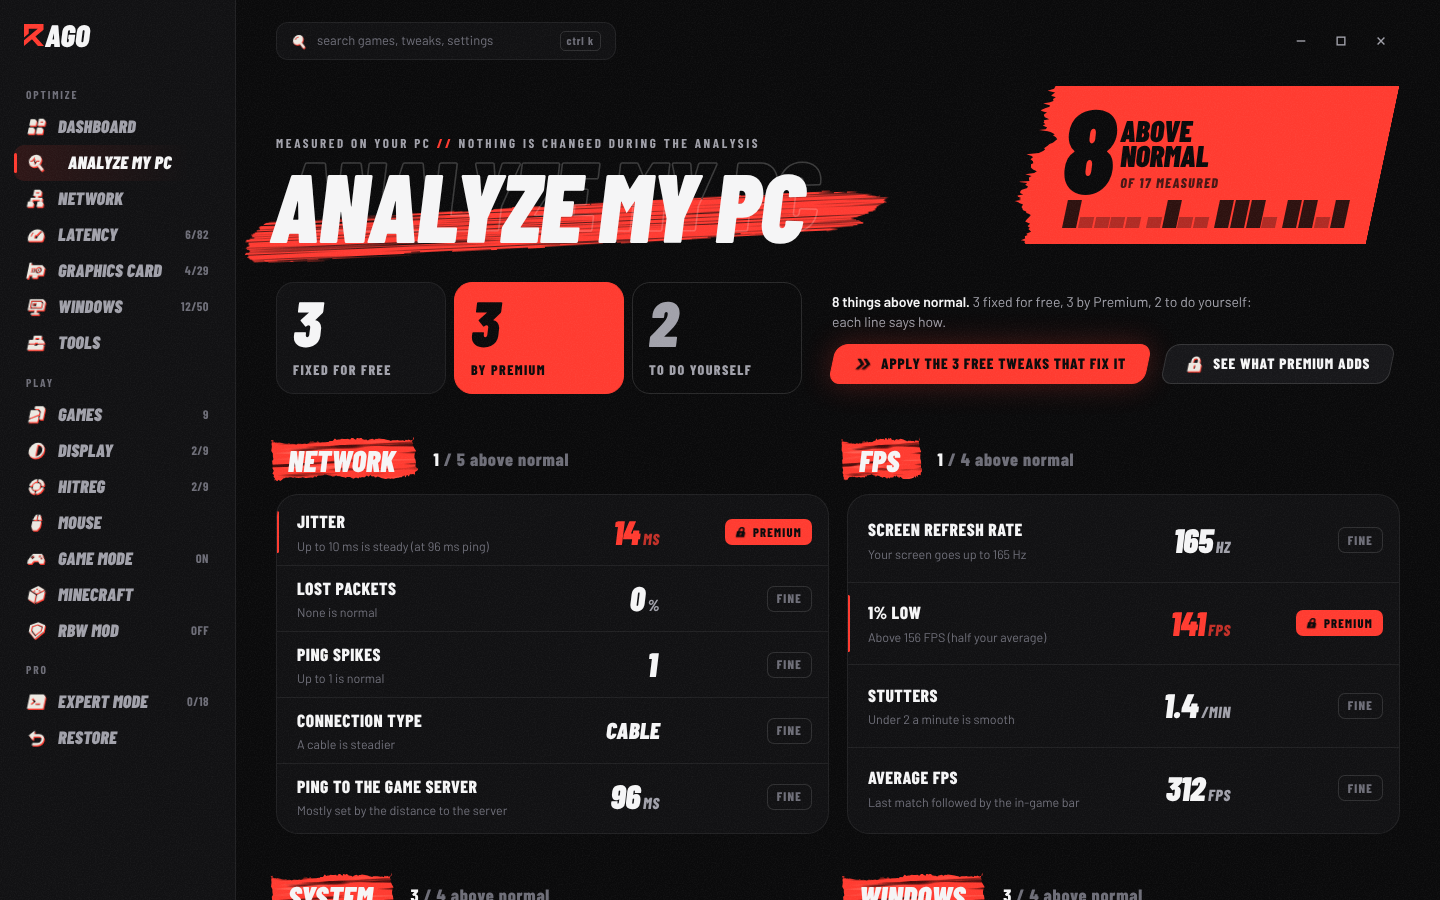 RAGO
search games, tweaks, settings
ctrl k
OPTIMIZE
DASHBOARD
ANALYZE MY PC
NETWORK
LATENCY 6/82
GRAPHICS CARD 4/29
WINDOWS 12/50
TOOLS
PLAY
GAMES 9
DISPLAY 2/9
HITREG 2/9
MOUSE
GAME MODE ON
MINECRAFT
RBW MOD OFF
PRO
EXPERT MODE 0/18
RESTORE
MEASURED ON YOUR PC // NOTHING IS CHANGED DURING THE ANALYSIS
ANALYZE MY PC
8 ABOVE
NORMAL
OF 17 MEASURED
3
FIXED FOR FREE
3
BY PREMIUM
2
TO DO YOURSELF
8 things above normal. 3 fixed for free, 3 by Premium, 2 to do yourself:
each line says how.
APPLY THE 3 FREE TWEAKS THAT FIX IT
SEE WHAT PREMIUM ADDS
NETWORK 1 / 5 above normal
JITTER
Up to 10 ms is steady (at 96 ms ping)
14 MS
PREMIUM
LOST PACKETS
None is normal
0 %
FINE
PING SPIKES
Up to 1 is normal
1
FINE
CONNECTION TYPE
A cable is steadier
CABLE
FINE
PING TO THE GAME SERVER
Mostly set by the distance to the server
96 MS
FINE
FPS 1 / 4 above normal
SCREEN REFRESH RATE
Your screen goes up to 165 Hz
165 HZ
FINE
1% LOW
Above 156 FPS (half your average)
141 FPS
PREMIUM
STUTTERS
Under 2 a minute is smooth
1.4 /MIN
FINE
AVERAGE FPS
Last match followed by the in-game bar
312 FPS
FINE
SYSTEM 3 / 4 above normal
WINDOWS 3 / 4 above normal